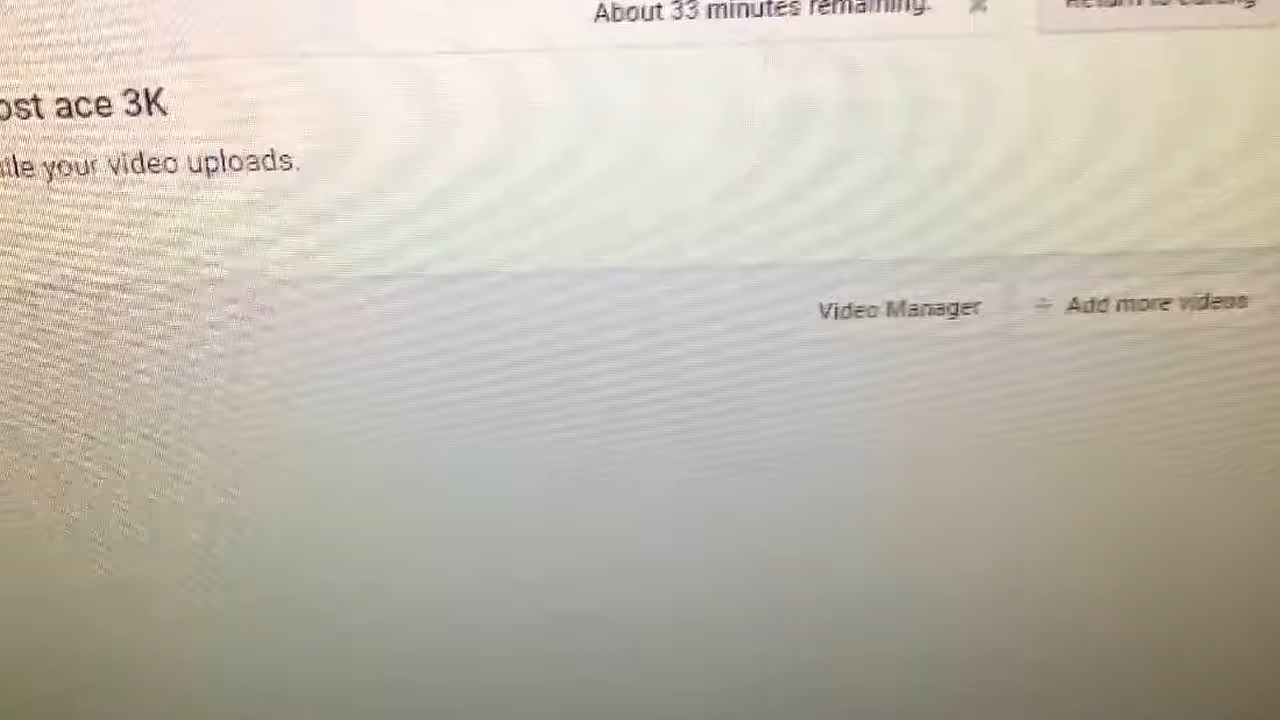 About 33 minutes remaining.
ost ace 3K
ile your video uploads.
Video Manager + Add more videos